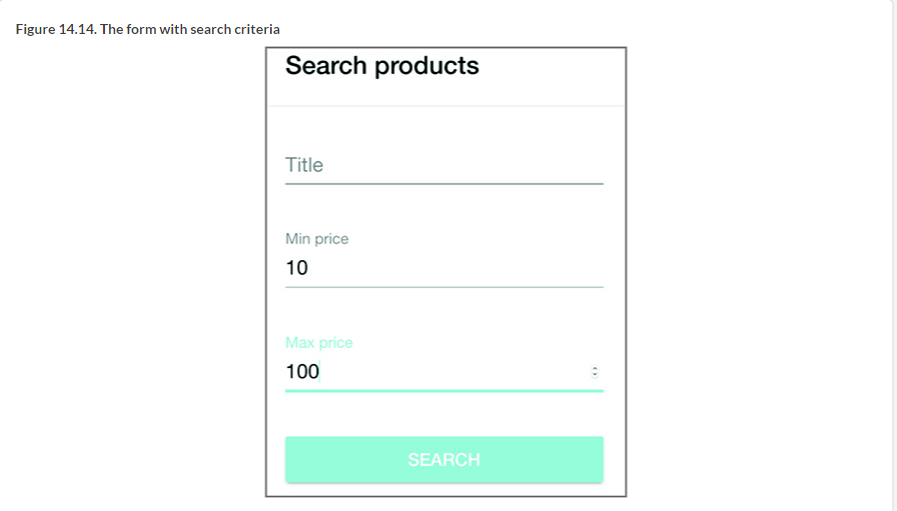 Figure 14.14. The form with search criteria
Search products
Title
Min price
10
Max price
100
SEARCH